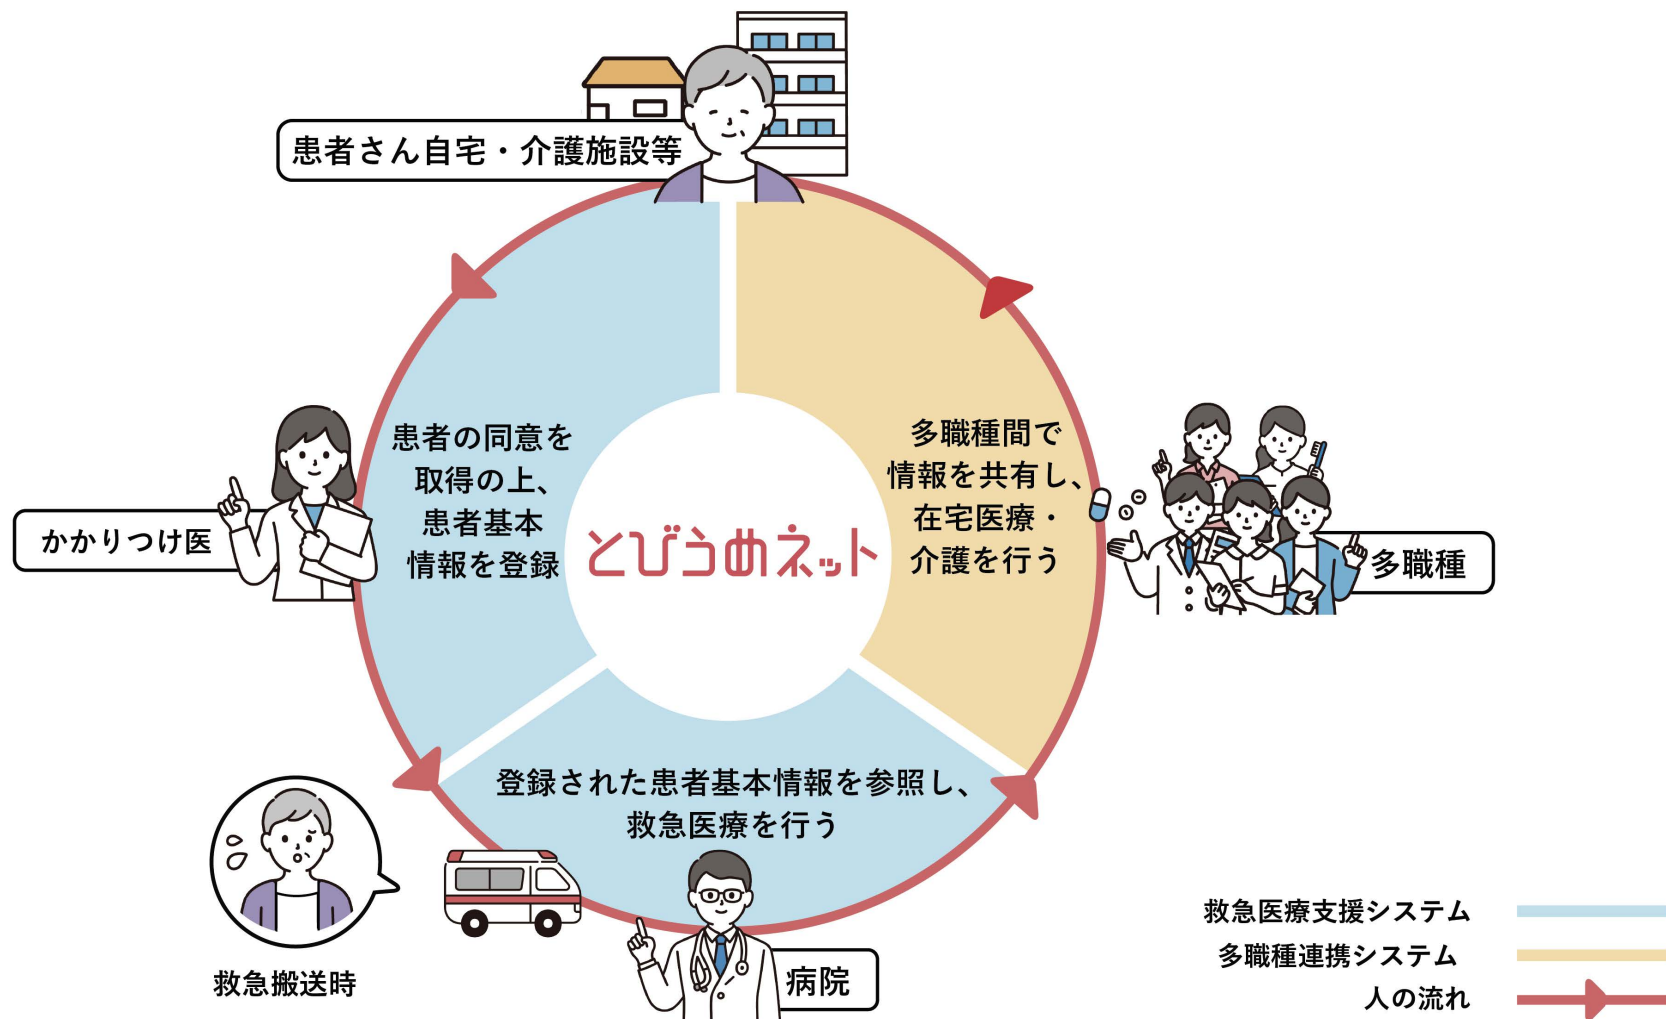 患者さん自宅・介護施設等
患者の同意を
取得の上、
患者基本
情報を登録
多職種間で
情報を共有し、
在宅医療・
介護を行う
とびうめネット
かかりつけ医
多職種
登録された患者基本情報を参照し、
救急医療を行う
救急搬送時
病院
救急医療支援システム
多職種連携システム
人の流れ